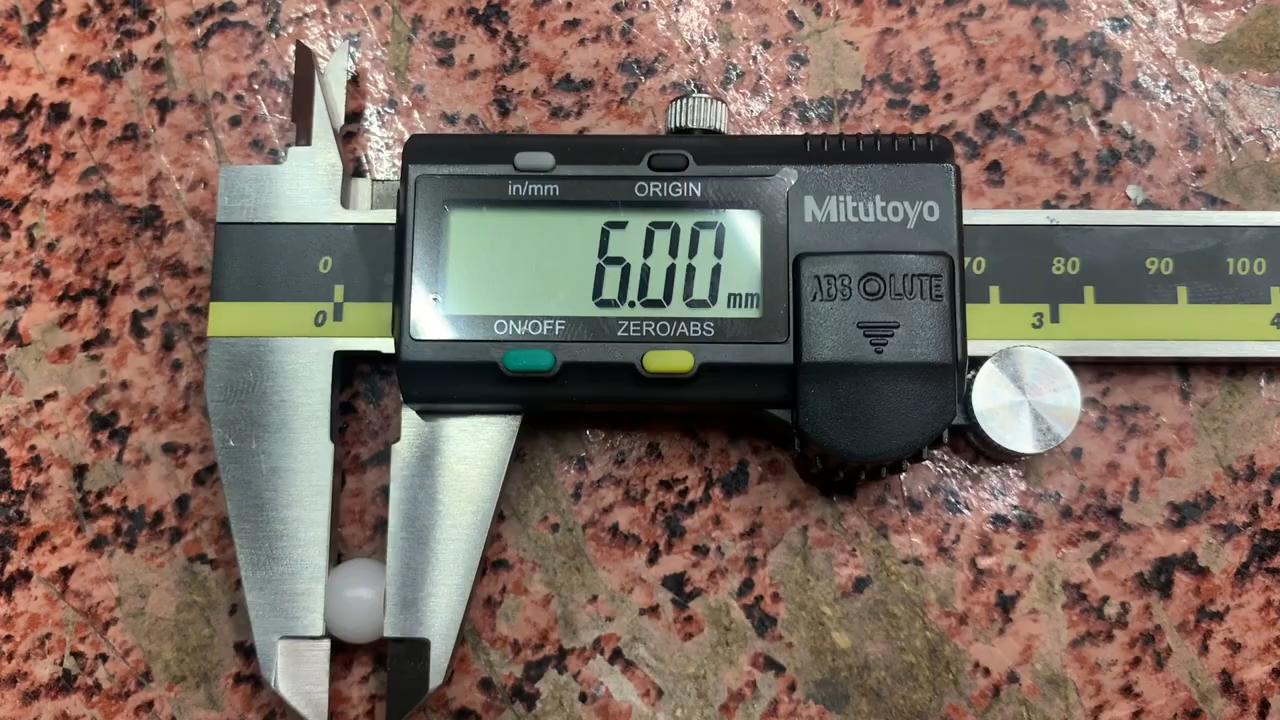 in/mm ORIGIN
Mitutoyo
6.00 mm
ABSOLUTE
ON/OFF ZERO/ABS
0 70 80 90 100
0 3 4